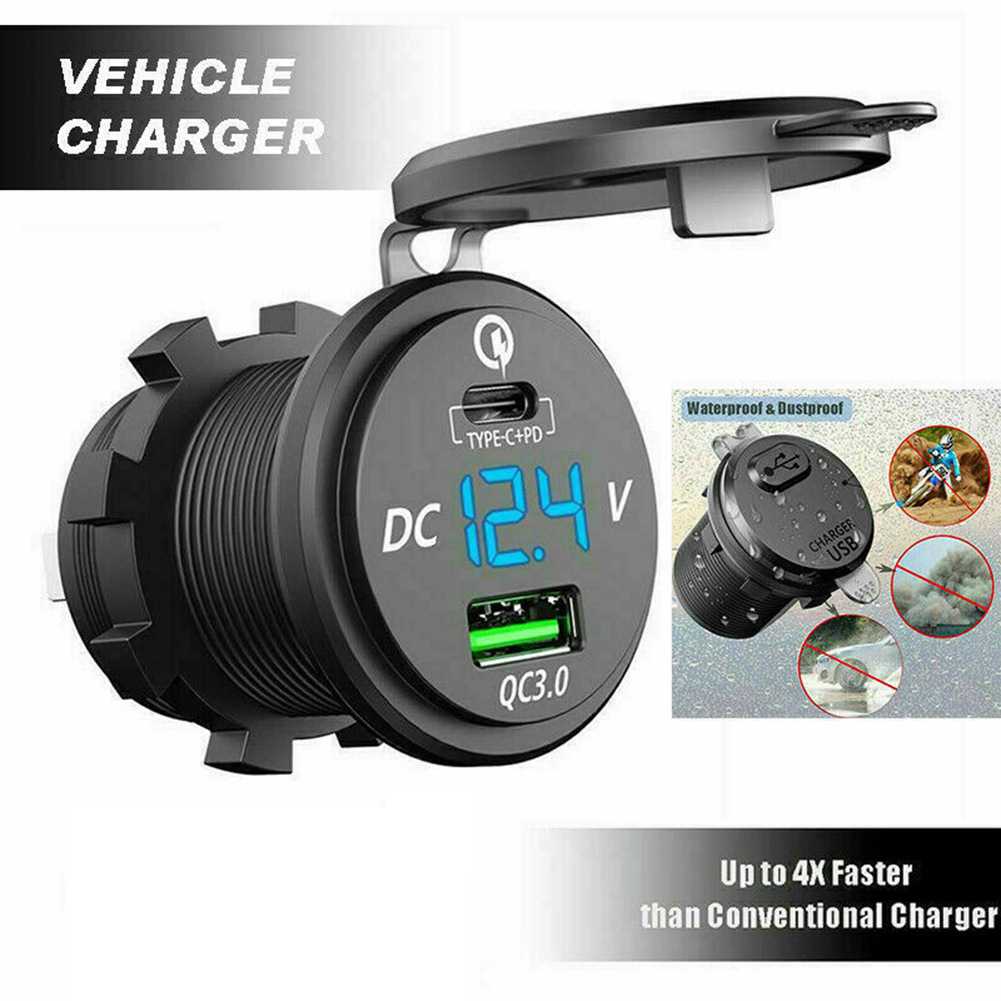 VEHICLE
CHARGER
TYPE-C+PD
DC 12.4 V
QC3.0
Waterproof & Dustproof
CHARGER
USB
Up to 4X Faster
than Conventional Charger